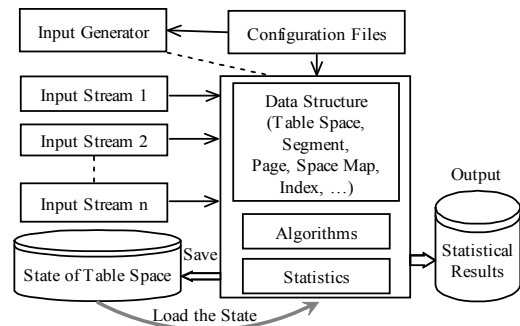 Input Generator
Configuration Files
Input Stream 1
Input Stream 2
Input Stream n
Data Structure
(Table Space,
Segment,
Page, Space Map,
Index, …)
Algorithms
Statistics
Save
State of Table Space
Load the State
Output
Statistical
Results